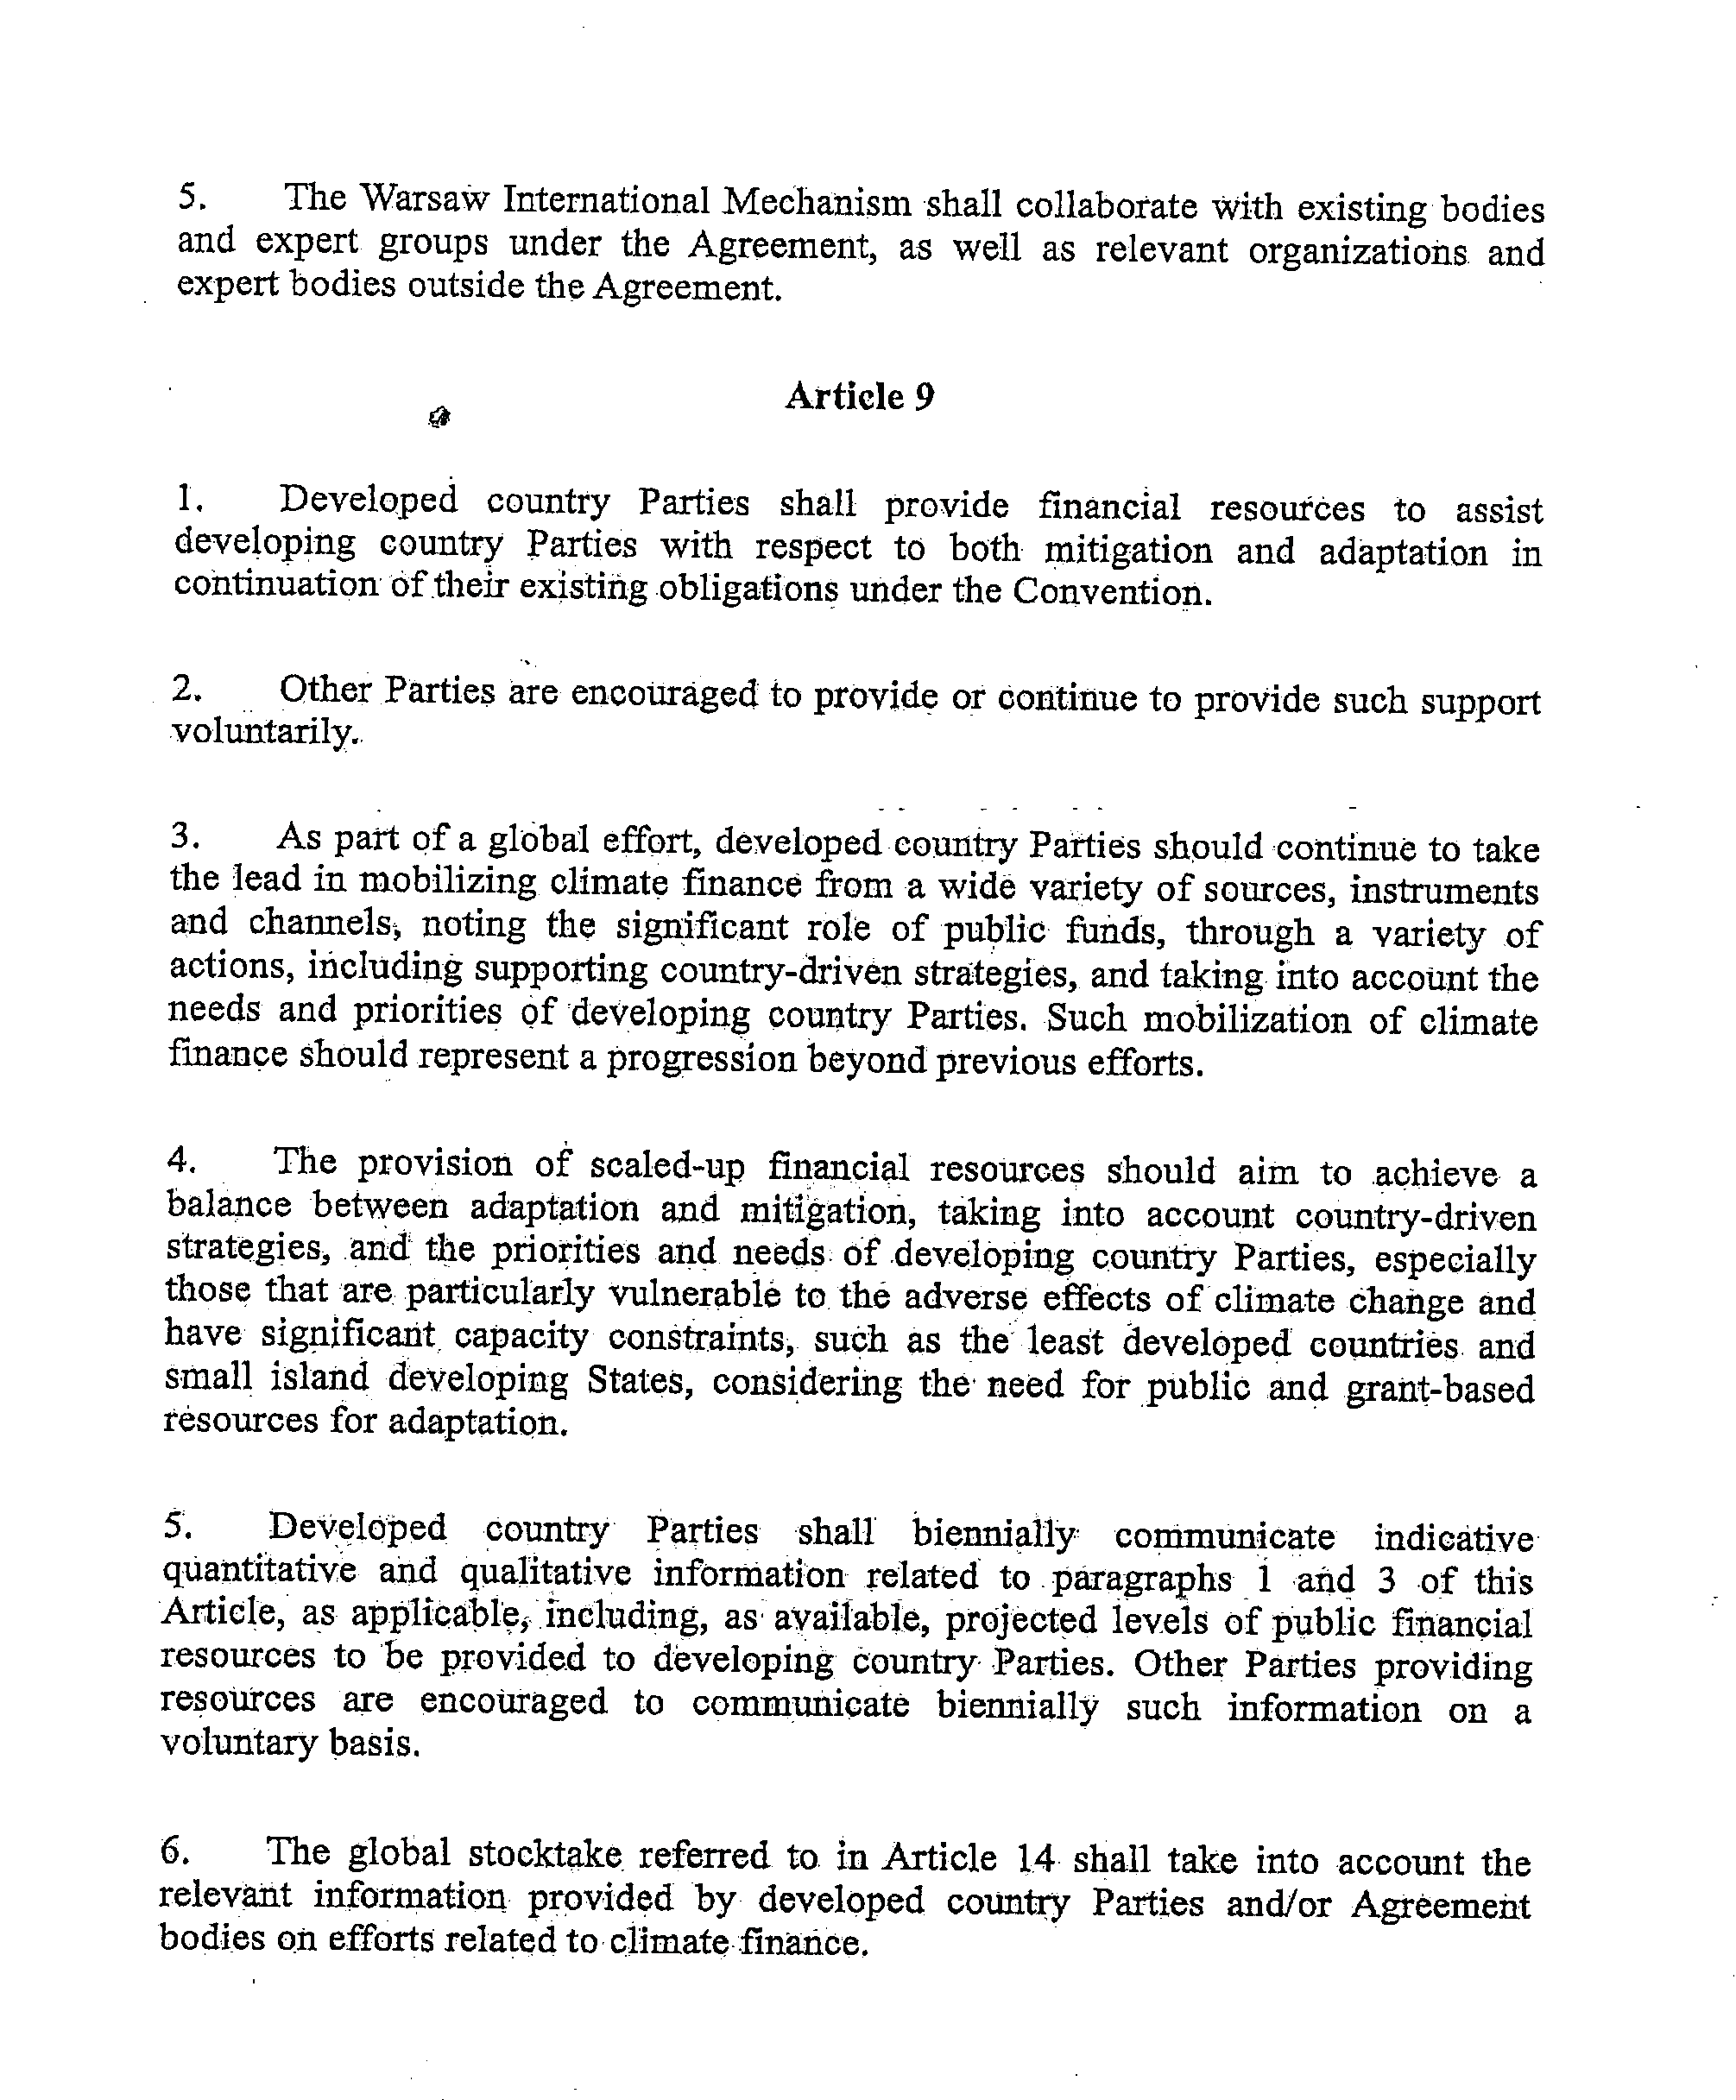 5. The Warsaw International Mechanism shall collaborate with existing bodies
and expert groups under the Agreement, as well as relevant organizations and
expert bodies outside the Agreement.
Article 9
1. Developed country Parties shall provide financial resources to assist
developing country Parties with respect to both mitigation and adaptation in
continuation of their existing obligations under the Convention.
2. Other Parties are encouraged to provide or continue to provide such support
voluntarily.
3. As part of a global effort, developed country Parties should continue to take
the lead in mobilizing climate finance from a wide variety of sources, instruments
and channels, noting the significant role of public funds, through a variety of
actions, including supporting country-driven strategies, and taking into account the
needs and priorities of developing country Parties. Such mobilization of climate
finance should represent a progression beyond previous efforts.
4. The provision of scaled-up financial resources should aim to achieve a
balance between adaptation and mitigation, taking into account country-driven
strategies, and the priorities and needs of developing country Parties, especially
those that are particularly vulnerable to the adverse effects of climate change and
have significant capacity constraints, such as the least developed countries and
small island developing States, considering the need for public and grant-based
resources for adaptation.
5. Developed country Parties shall biennially communicate indicative
quantitative and qualitative information related to paragraphs 1 and 3 of this
Article, as applicable, including, as available, projected levels of public financial
resources to be provided to developing country Parties. Other Parties providing
resources are encouraged to communicate biennially such information on a
voluntary basis.
6. The global stocktake referred to in Article 14 shall take into account the
relevant information provided by developed country Parties and/or Agreement
bodies on efforts related to climate finance.